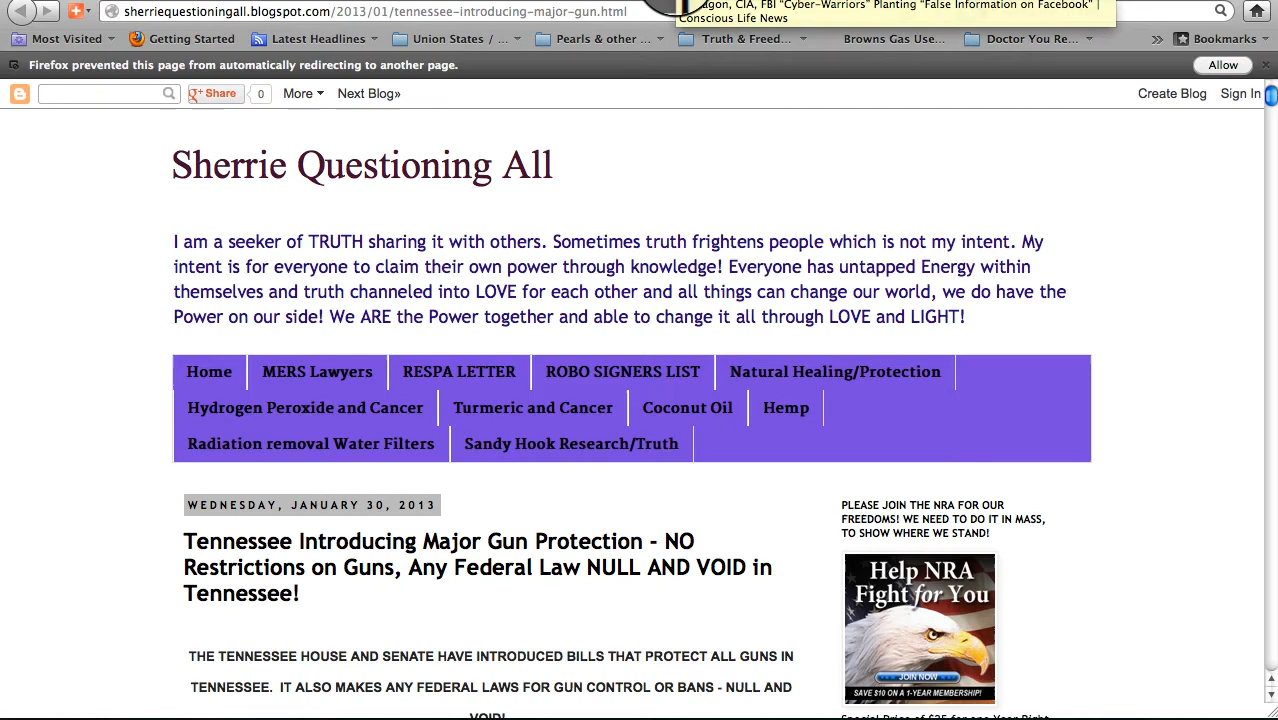 sherriequestioningall.blogspot.com/2013/01/tennessee-introducing-major-gun.html
agon, CIA, FBI "Cyber-Warriors" Planting "False Information on Facebook" |
Conscious Life News
Most Visited
Getting Started
Latest Headlines
Union States / ...
Pearls & other ...
Truth & Freed...
Browns Gas Use...
Doctor You Re...
Bookmarks
Firefox prevented this page from automatically redirecting to another page.
Allow
Share
0
More
Next Blog»
Create Blog
Sign In
Sherrie Questioning All
I am a seeker of TRUTH sharing it with others. Sometimes truth frightens people which is not my intent. My
intent is for everyone to claim their own power through knowledge! Everyone has untapped Energy within
themselves and truth channeled into LOVE for each other and all things can change our world, we do have the
Power on our side! We ARE the Power together and able to change it all through LOVE and LIGHT!
Home
MERS Lawyers
RESPA LETTER
ROBO SIGNERS LIST
Natural Healing/Protection
Hydrogen Peroxide and Cancer
Turmeric and Cancer
Coconut Oil
Hemp
Radiation removal Water Filters
Sandy Hook Research/Truth
WEDNESDAY, JANUARY 30, 2013
Tennessee Introducing Major Gun Protection - NO
Restrictions on Guns, Any Federal Law NULL AND VOID in
Tennessee!
THE TENNESSEE HOUSE AND SENATE HAVE INTRODUCED BILLS THAT PROTECT ALL GUNS IN
TENNESSEE. IT ALSO MAKES ANY FEDERAL LAWS FOR GUN CONTROL OR BANS - NULL AND
VOID!
PLEASE JOIN THE NRA FOR OUR
FREEDOMS! WE NEED TO DO IT IN MASS,
TO SHOW WHERE WE STAND!
Help NRA
Fight for You
JOIN NOW
SAVE $10 ON A 1-YEAR MEMBERSHIP!
Special Price of $25 for one Year Right